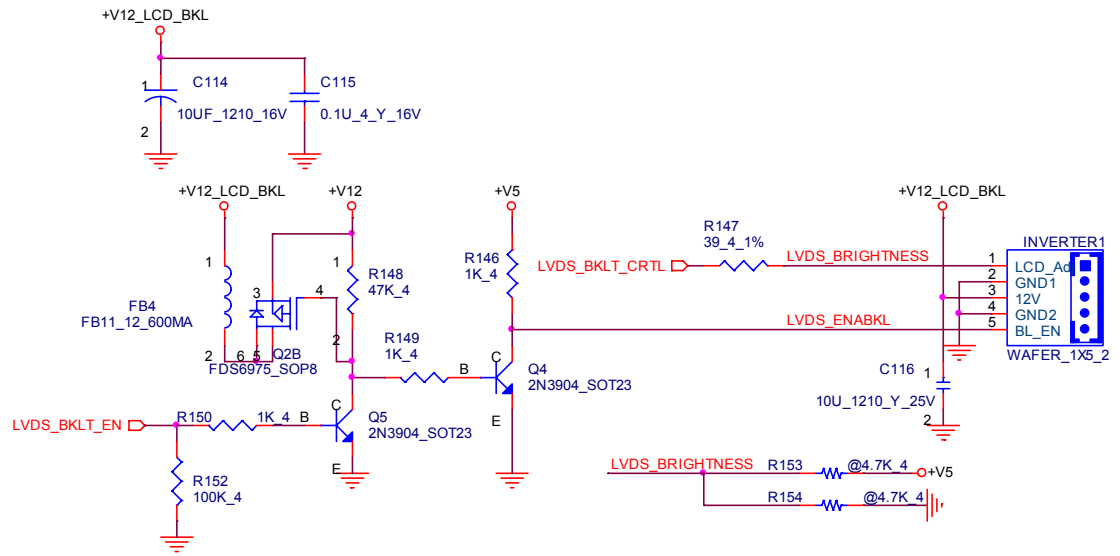 +V12_LCD_BKL
1
C114
10UF_1210_16V
2
C115
0.1U_4_Y_16V
+V12_LCD_BKL
+V12
+V5
+V12_LCD_BKL
R147
39_4_1%
INVERTER1
LVDS_BKLT_CRTL
LVDS_BRIGHTNESS
1
LCD_Ad
2
GND1
3
12V
4
GND2
5
BL_EN
WAFER_1X5_2
1
FB4
FB11_12_600MA
2
3
4
6
5
Q2B
FDS6975_SOP8
1
R148
47K_4
2
R146
1K_4
LVDS_ENABKL
R149
1K_4
B
C
Q4
2N3904_SOT23
E
C116
1
10U_1210_Y_25V
2
LVDS_BKLT_EN
R150
1K_4
B
C
Q5
2N3904_SOT23
E
R152
100K_4
LVDS_BRIGHTNESS
R153
@4.7K_4
+V5
R154
@4.7K_4